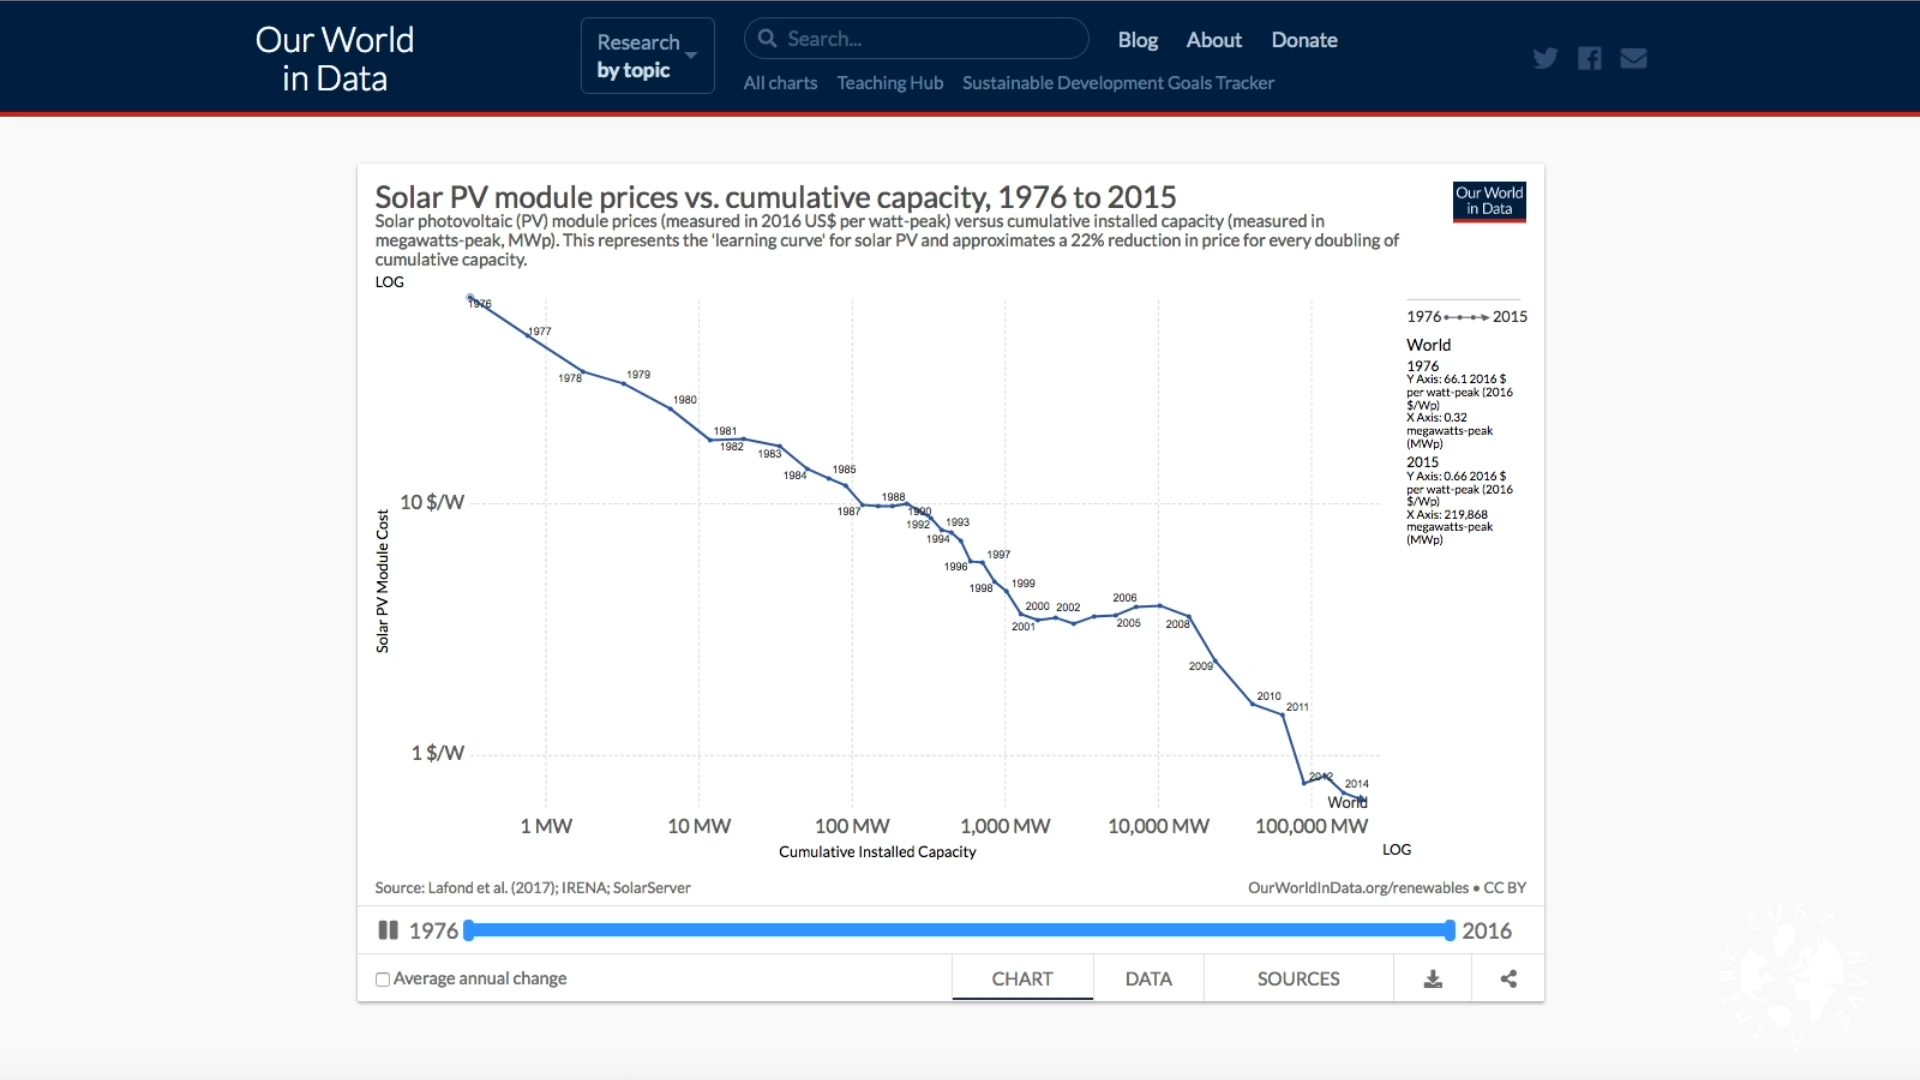 Our World
in Data
Research
by topic
Search...
Blog About Donate
All charts Teaching Hub Sustainable Development Goals Tracker
Solar PV module prices vs. cumulative capacity, 1976 to 2015
Our World
in Data
Solar photovoltaic (PV) module prices (measured in 2016 US$ per watt-peak) versus cumulative installed capacity (measured in
megawatts-peak, MWp). This represents the 'learning curve' for solar PV and approximates a 22% reduction in price for every doubling of
cumulative capacity.
LOG
1976
1977
1978
1979
1980
1981
1982
1983
1984
1985
1987
1988
1990
1992
1993
1994
1996
1997
1998
1999
2000
2001
2002
2005
2006
2008
2009
2010
2011
2012
2014
World
10 $/W
1 $/W
Solar PV Module Cost
1976 2015
World
1976
Y Axis: 66.1 2016 $
per watt-peak (2016
$/Wp)
X Axis: 0.32
megawatts-peak
(MWp)
2015
Y Axis: 0.66 2016 $
per watt-peak (2016
$/Wp)
X Axis: 219,868
megawatts-peak
(MWp)
1 MW 10 MW 100 MW 1,000 MW 10,000 MW 100,000 MW
Cumulative Installed Capacity
LOG
Source: Lafond et al. (2017); IRENA; SolarServer
OurWorldInData.org/renewables • CC BY
1976 2016
Average annual change
CHART DATA SOURCES
JUST HAVE A THINK